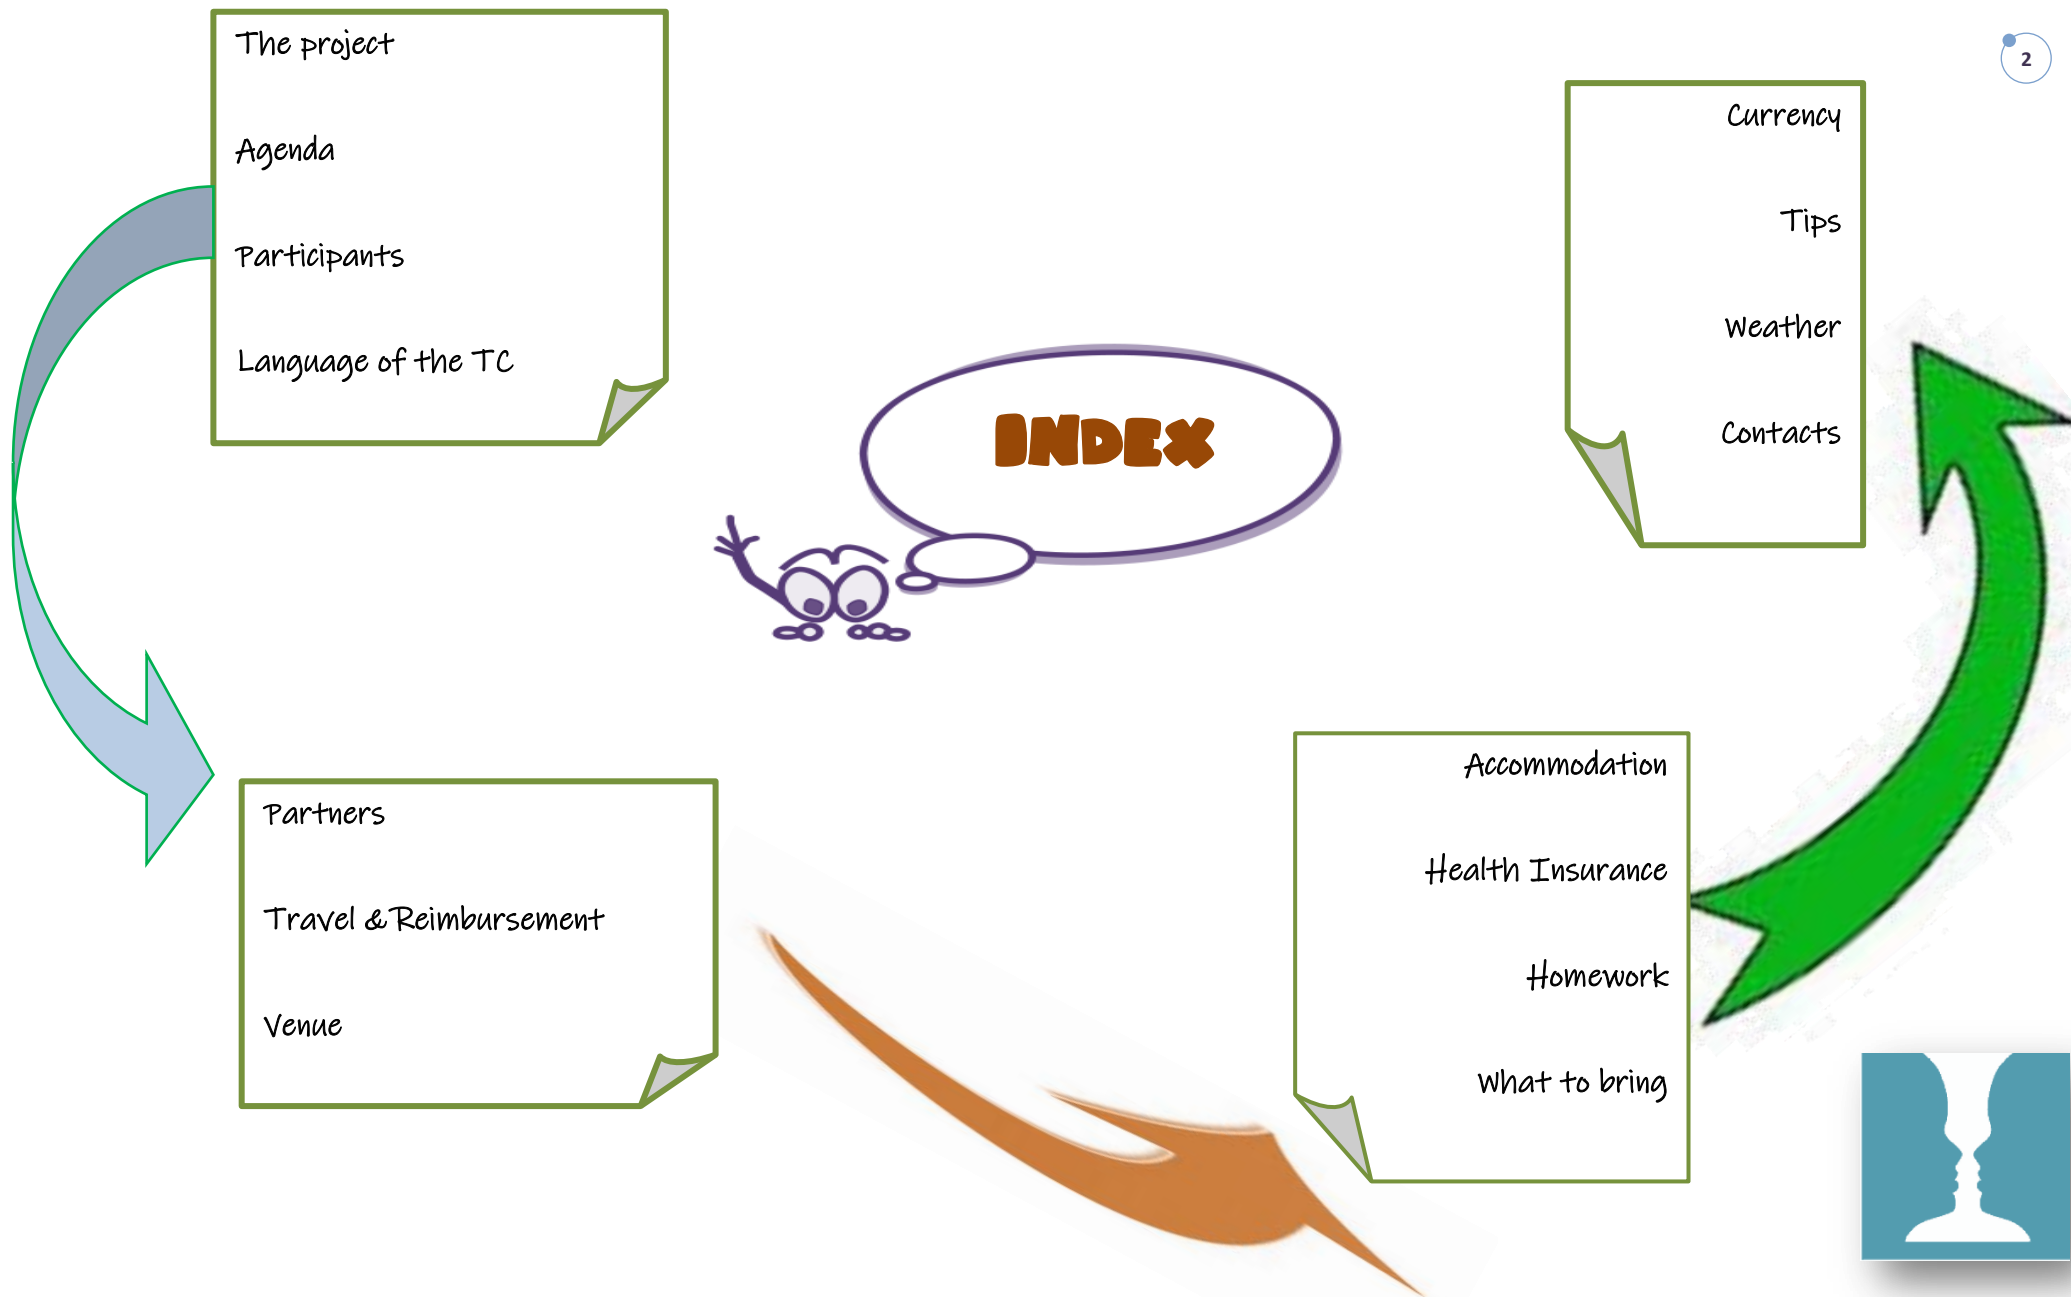 The project
Agenda
Participants
Language of the TC
Partners
Travel & Reimbursement
Venue
INDEX
Accommodation
Health Insurance
Homework
What to bring
Currency
Tips
Weather
Contacts
2